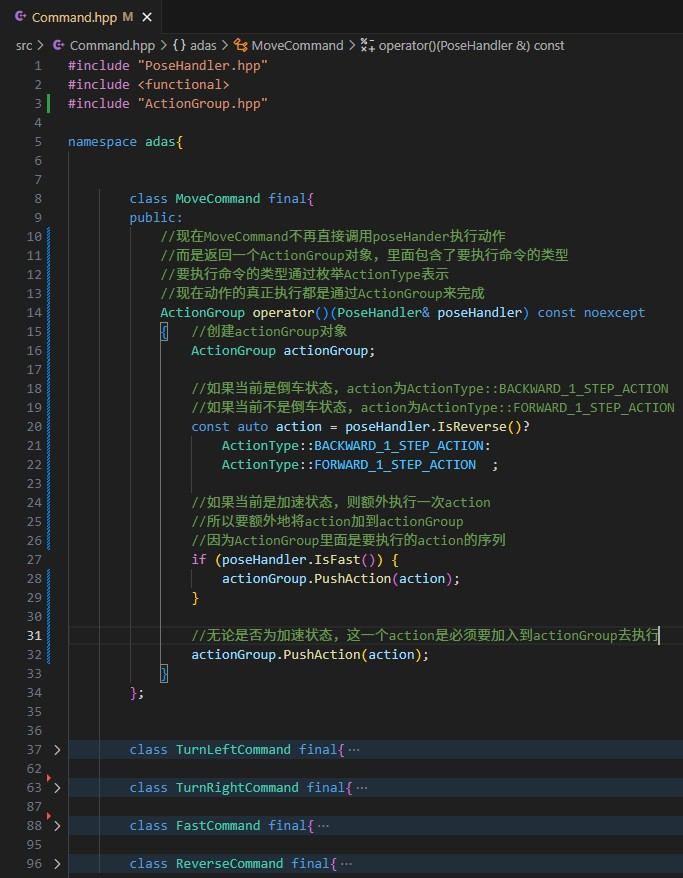 Command.hpp M ✕
src > Command.hpp > {} adas > MoveCommand > operator()(PoseHandler &) const
1 #include "PoseHandler.hpp"
2 #include <functional>
3 #include "ActionGroup.hpp"
4
5 namespace adas{
6
7
8 class MoveCommand final{
9 public:
10 //现在MoveCommand不再直接调用poseHander执行动作
11 //而是返回一个ActionGroup对象，里面包含了要执行命令的类型
12 //要执行命令的类型通过枚举ActionType表示
13 //现在动作的真正执行都是通过ActionGroup来完成
14 ActionGroup operator()(PoseHandler& poseHandler) const noexcept
15 { //创建actionGroup对象
16 ActionGroup actionGroup;
17
18 //如果当前是倒车状态，action为ActionType::BACKWARD_1_STEP_ACTION
19 //如果当前不是倒车状态，action为ActionType::FORWARD_1_STEP_ACTION
20 const auto action = poseHandler.IsReverse()?
21 ActionType::BACKWARD_1_STEP_ACTION:
22 ActionType::FORWARD_1_STEP_ACTION ;
23
24 //如果当前是加速状态，则额外执行一次action
25 //所以要额外地将action加到actionGroup
26 //因为ActionGroup里面是要执行的action的序列
27 if (poseHandler.IsFast()) {
28 actionGroup.PushAction(action);
29 }
30
31 //无论是否为加速状态，这一个action是必须要加入到actionGroup去执行
32 actionGroup.PushAction(action);
33 }
34 };
35
36
37 > class TurnLeftCommand final{ ···
62
63 > class TurnRightCommand final{ ···
87
88 > class FastCommand final{ ···
95
96 > class ReverseCommand final{ ···